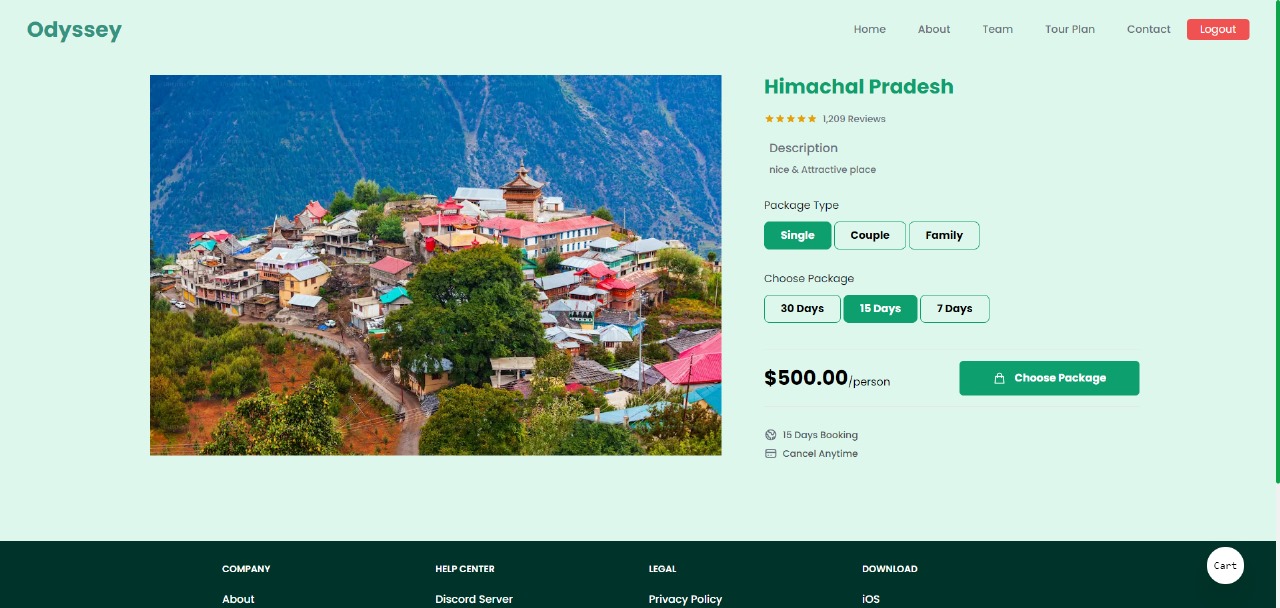 Odyssey
Home About Team Tour Plan Contact Logout
Himachal Pradesh
1,209 Reviews
Description
nice & Attractive place
Package Type
Single Couple Family
Choose Package
30 Days 15 Days 7 Days
$500.00/person Choose Package
15 Days Booking
Cancel Anytime
COMPANY HELP CENTER LEGAL DOWNLOAD
About Discord Server Privacy Policy iOS
Cart